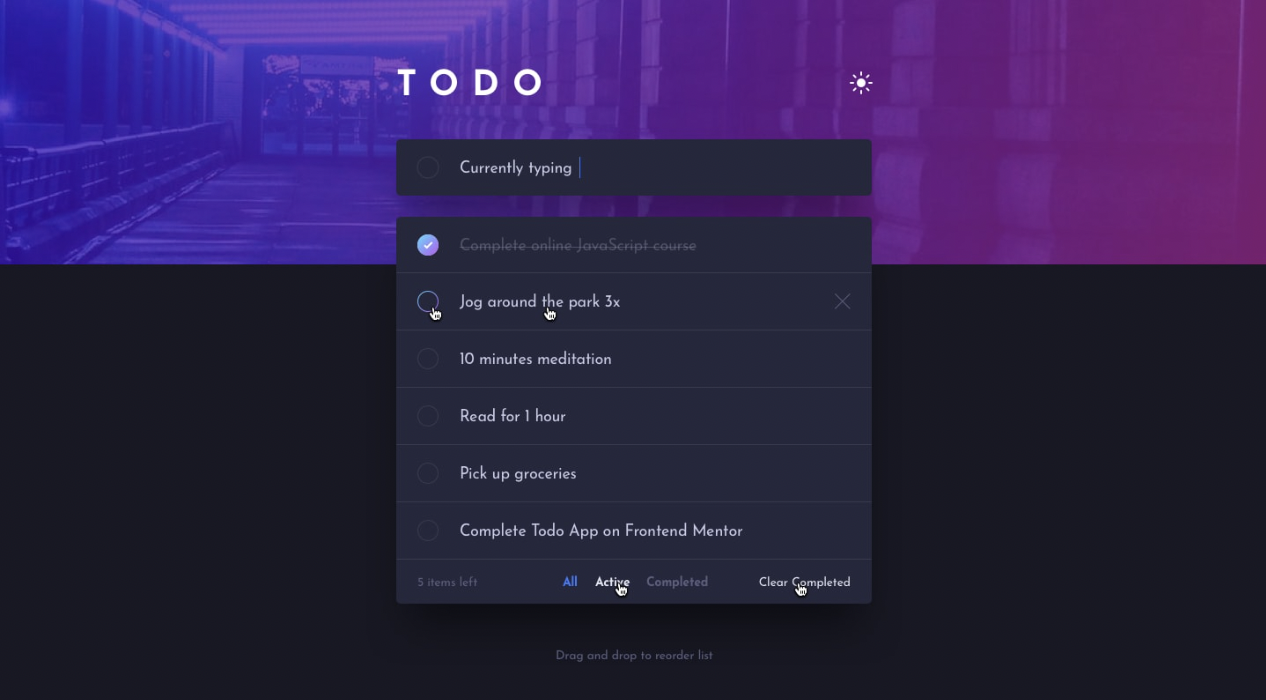 TODO
Currently typing
Complete online JavaScript course
Jog around the park 3x
10 minutes meditation
Read for 1 hour
Pick up groceries
Complete Todo App on Frontend Mentor
5 items left All Active Completed Clear Completed
Drag and drop to reorder list